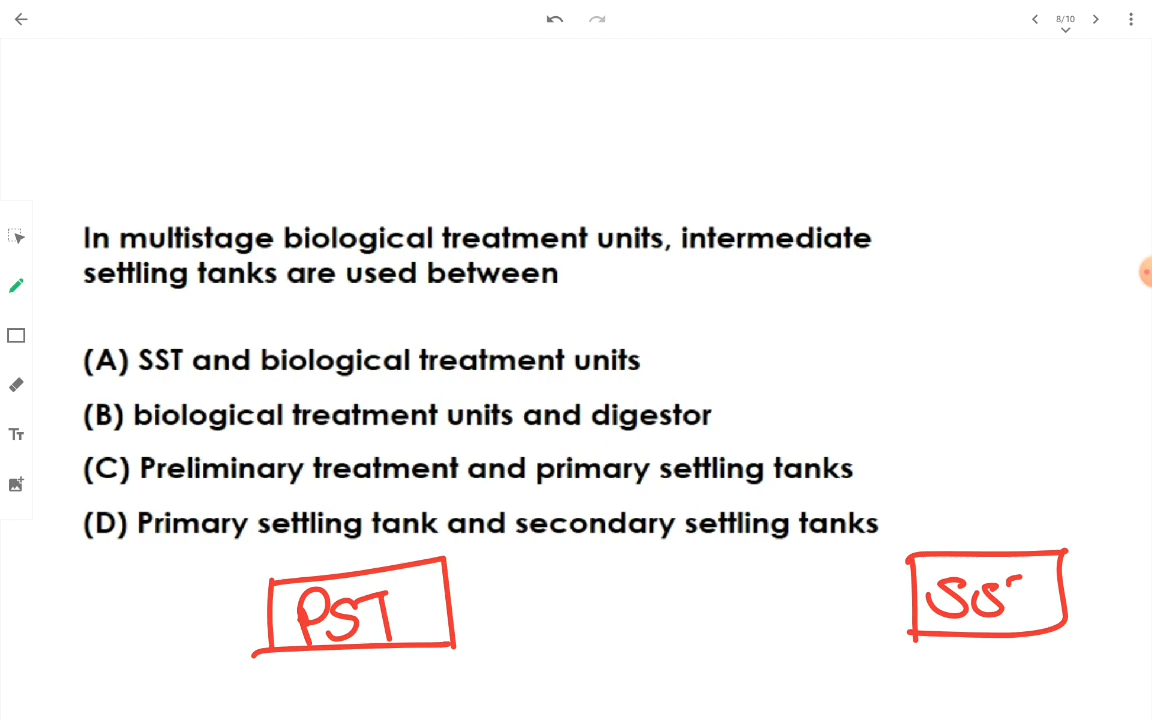 8/10
In multistage biological treatment units, intermediate
settling tanks are used between
(A) SST and biological treatment units
(B) biological treatment units and digestor
(C) Preliminary treatment and primary settling tanks
(D) Primary settling tank and secondary settling tanks
Tт
PST